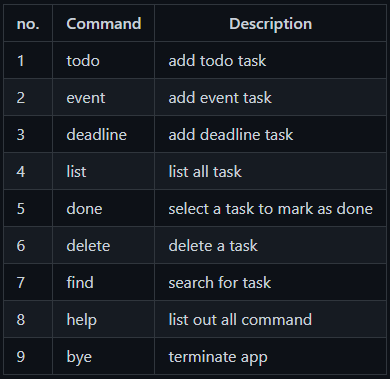 no. Command Description
1 todo add todo task
2 event add event task
3 deadline add deadline task
4 list list all task
5 done select a task to mark as done
6 delete delete a task
7 find search for task
8 help list out all command
9 bye terminate app